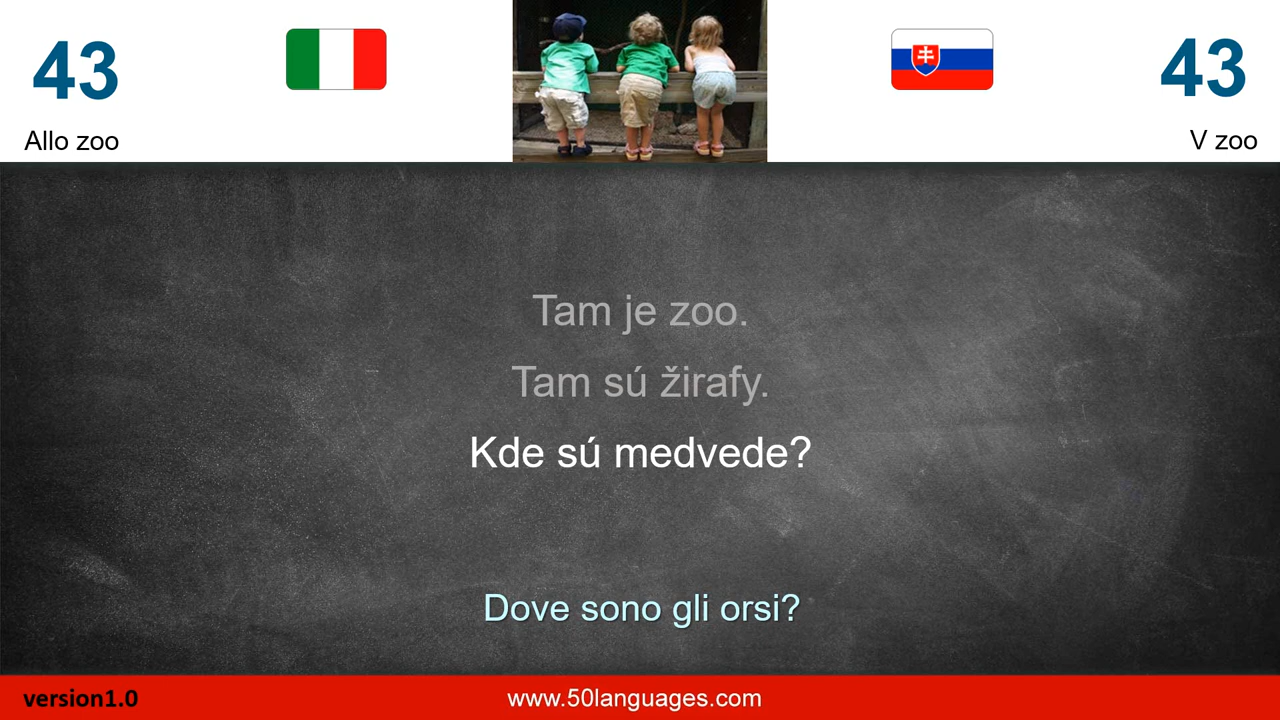 43
43
Allo zoo
V zoo
Tam je zoo.
Tam sú žirafy.
Kde sú medvede?
Dove sono gli orsi?
version1.0
www.50languages.com